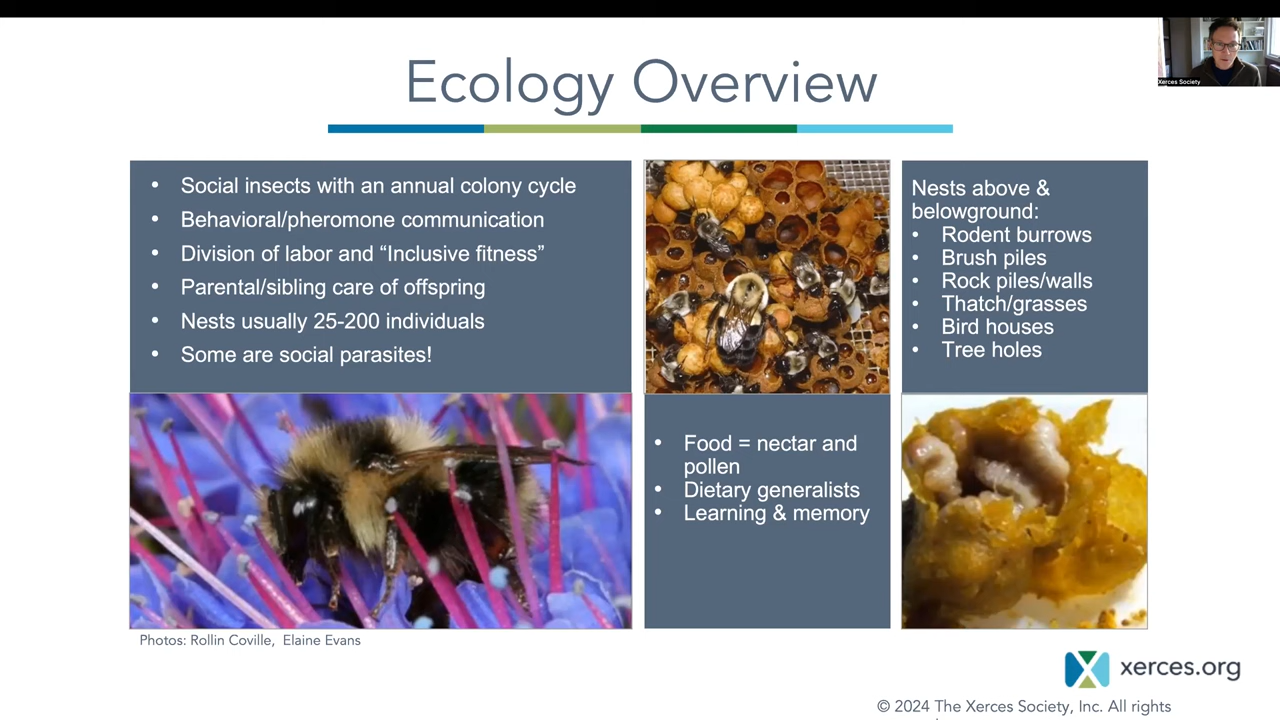 Xerces Society
Ecology Overview
• Social insects with an annual colony cycle
• Behavioral/pheromone communication
• Division of labor and “Inclusive fitness”
• Parental/sibling care of offspring
• Nests usually 25-200 individuals
• Some are social parasites!
Nests above &
belowground:
• Rodent burrows
• Brush piles
• Rock piles/walls
• Thatch/grasses
• Bird houses
• Tree holes
• Food = nectar and
pollen
• Dietary generalists
• Learning & memory
Photos: Rollin Coville, Elaine Evans
xerces.org
© 2024 The Xerces Society, Inc. All rights